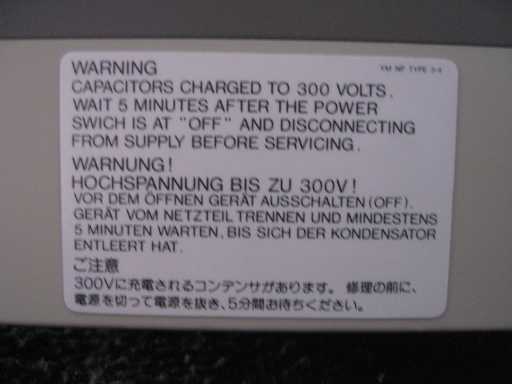 YM NP TYPE 3-4
WARNING
CAPACITORS CHARGED TO 300 VOLTS.
WAIT 5 MINUTES AFTER THE POWER
SWICH IS AT "OFF" AND DISCONNECTING
FROM SUPPLY BEFORE SERVICING.
WARNUNG!
HOCHSPANNUNG BIS ZU 300V!
VOR DEM ÖFFNEN GERÄT AUSSCHALTEN (OFF).
GERÄT VOM NETZTEIL TRENNEN UND MINDESTENS
5 MINUTEN WARTEN, BIS SICH DER KONDENSATOR
ENTLEERT HAT.
ご注意
300Vに充電されるコンデンサがあります。 修理の前に、
電源を切って電源を抜き、5分間お待ちください。